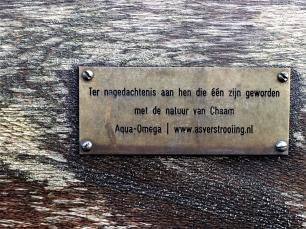 Ter nagedachtenis aan hen die één zijn geworden
met de natuur van Chaam
Aqua-Omega | www.asverstrooiing.nl